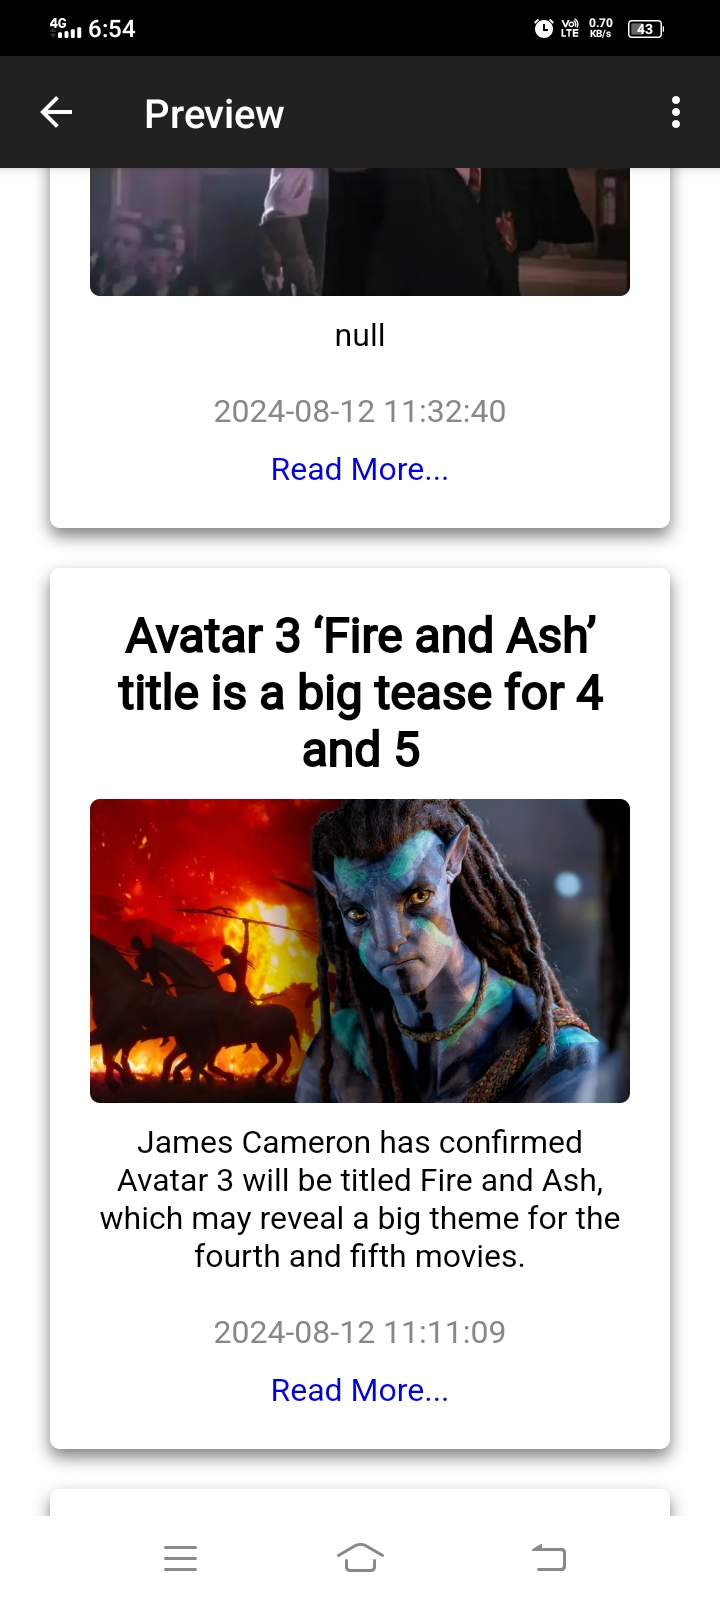 4G 6:54 Vo) LTE 0.70 KB/s 43
Preview
null
2024-08-12 11:32:40
Read More...
Avatar 3 ‘Fire and Ash’
title is a big tease for 4
and 5
James Cameron has confirmed
Avatar 3 will be titled Fire and Ash,
which may reveal a big theme for the
fourth and fifth movies.
2024-08-12 11:11:09
Read More...